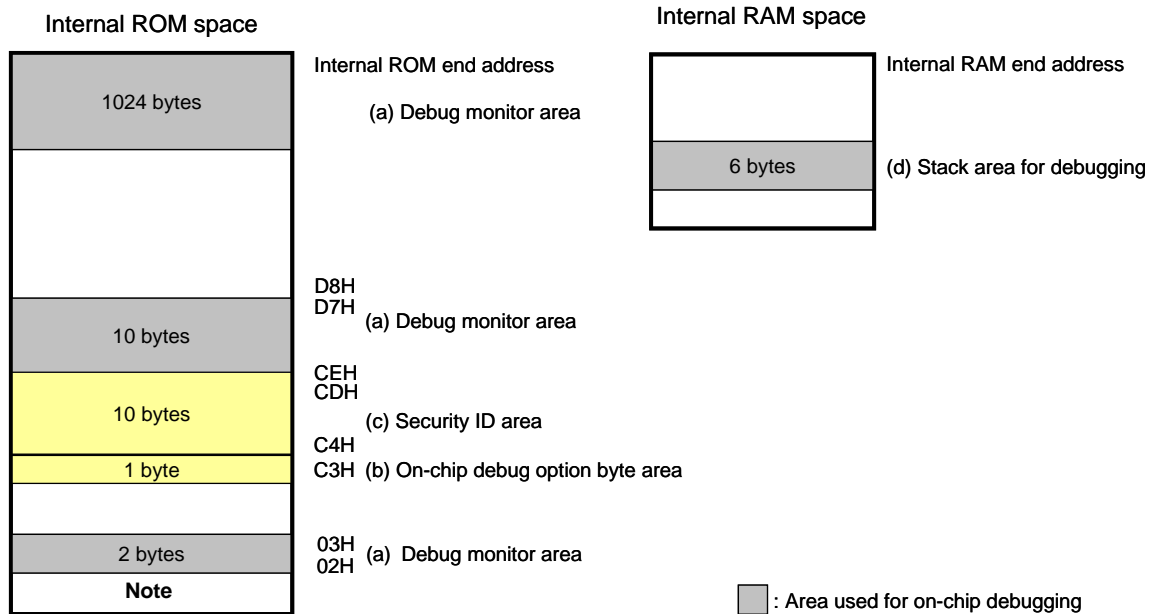 Internal ROM space
1024 bytes
Internal ROM end address
(a) Debug monitor area
D8H
D7H
(a) Debug monitor area
10 bytes
CEH
CDH
10 bytes
(c) Security ID area
C4H
1 byte
C3H (b) On-chip debug option byte area
03H
2 bytes
(a) Debug monitor area
02H
Note
Internal RAM space
Internal RAM end address
6 bytes
(d) Stack area for debugging
: Area used for on-chip debugging